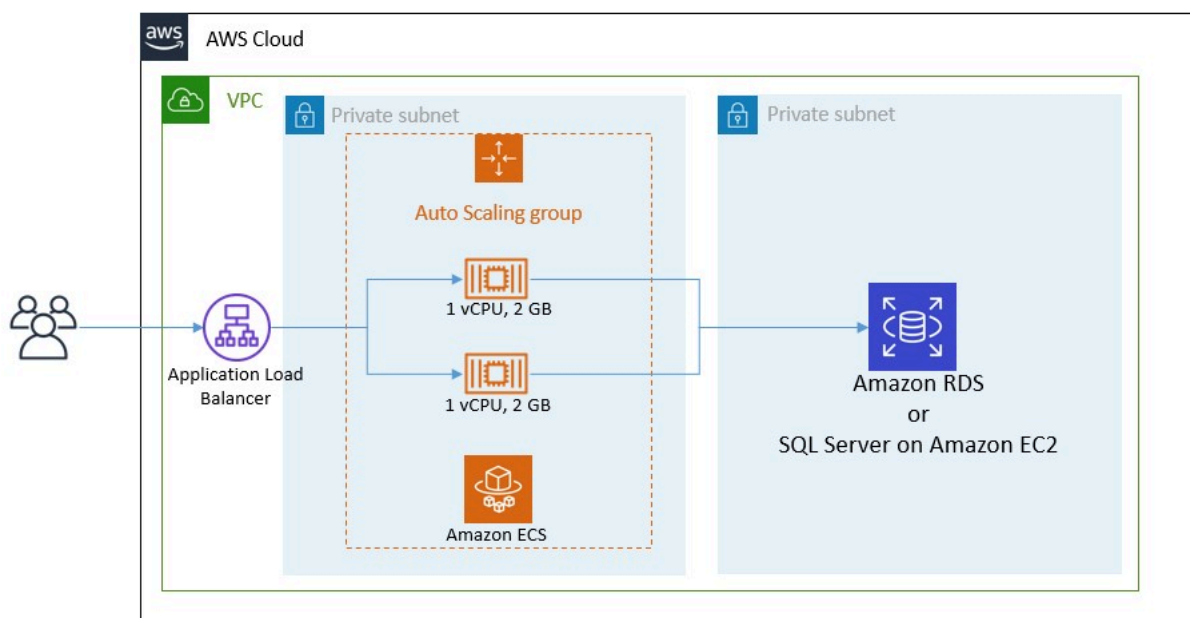 aws
AWS Cloud
VPC
Private subnet
Private subnet
Auto Scaling group
1 vCPU, 2 GB
Application Load
Balancer
1 vCPU, 2 GB
Amazon ECS
Amazon RDS
or
SQL Server on Amazon EC2